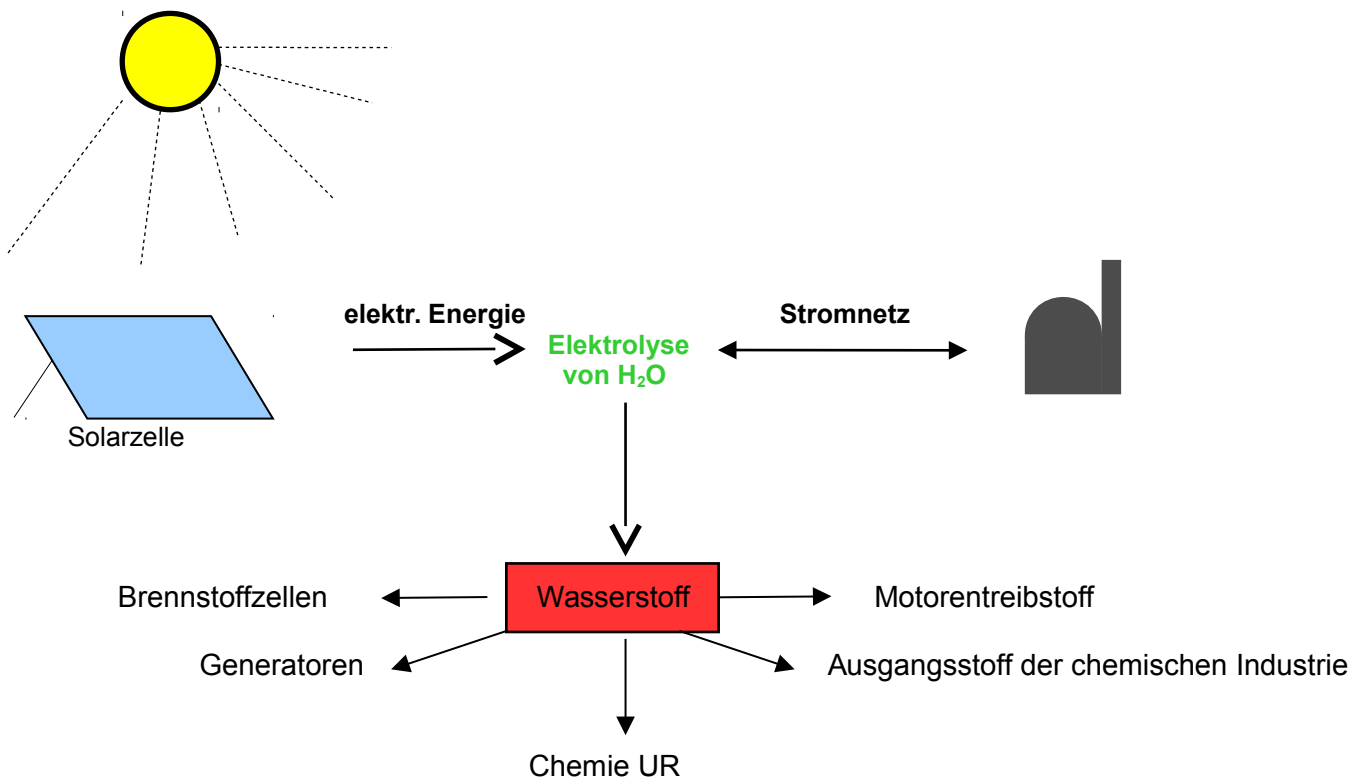 elektr. Energie
Stromnetz
Elektrolyse
von H₂O
Solarzelle
Brennstoffzellen
Wasserstoff
Motorentreibstoff
Generatoren
Ausgangsstoff der chemischen Industrie
Chemie UR